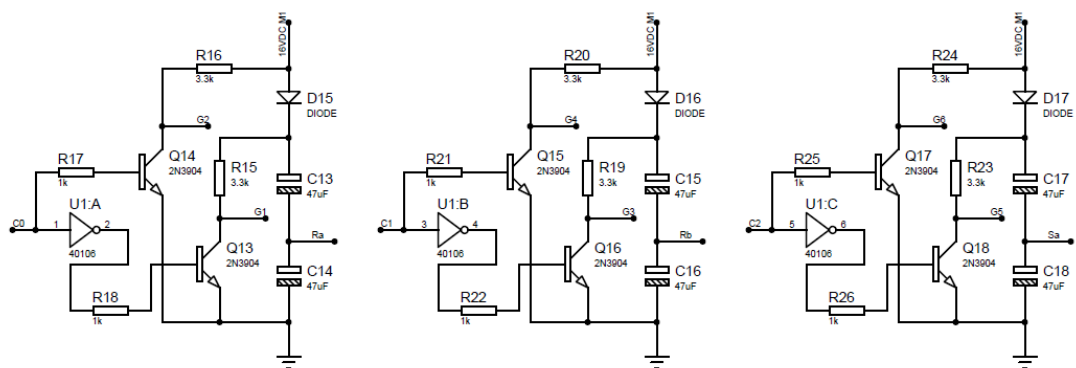 16VDC M1
R16
3.3k
D15
DIODE
G2
Q14
2N3904
R17
1k
R15
3.3k
C13
47uF
U1:A
C0
1
2
40106
G1
Ra
Q13
2N3904
C14
47uF
R18
1k
16VDC M1
R20
3.3k
D16
DIODE
G4
Q15
2N3904
R21
1k
R19
3.3k
C15
47uF
U1:B
C1
3
4
40106
G3
Rb
Q16
2N3904
C16
47uF
R22
1k
16VDC M1
R24
3.3k
D17
DIODE
G6
Q17
2N3904
R25
1k
R23
3.3k
C17
47uF
U1:C
C2
5
6
40106
G5
Sa
Q18
2N3904
C18
47uF
R26
1k